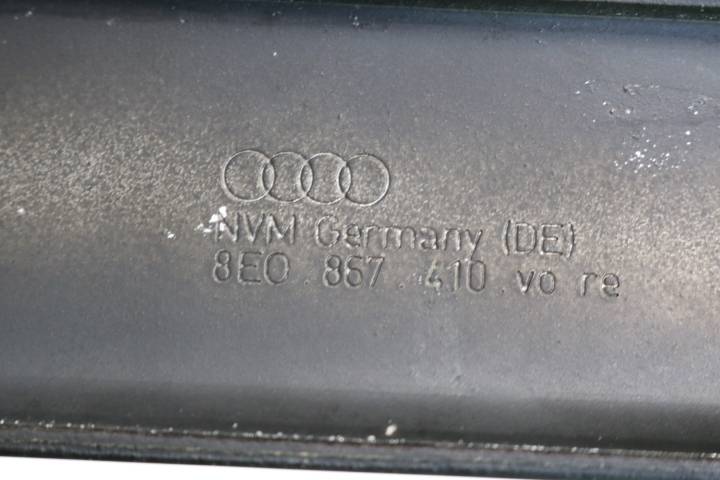 NVM Germany (DE)
8E0.867.410.vo re